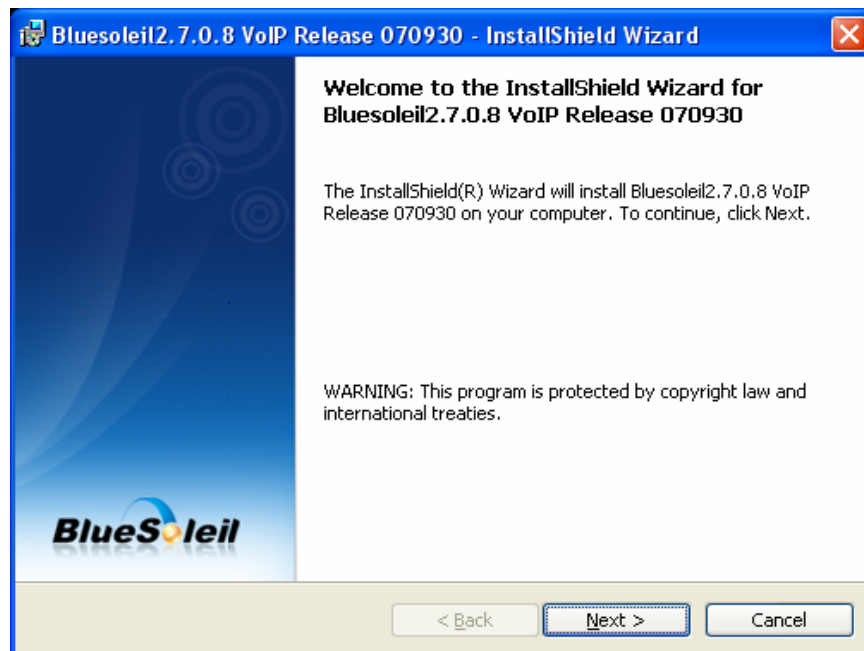 Bluesoleil2.7.0.8 VoIP Release 070930 - InstallShield Wizard
Welcome to the InstallShield Wizard for
Bluesoleil2.7.0.8 VoIP Release 070930
The InstallShield(R) Wizard will install Bluesoleil2.7.0.8 VoIP
Release 070930 on your computer. To continue, click Next.
WARNING: This program is protected by copyright law and
international treaties.
BlueSoleil
< Back
Next >
Cancel